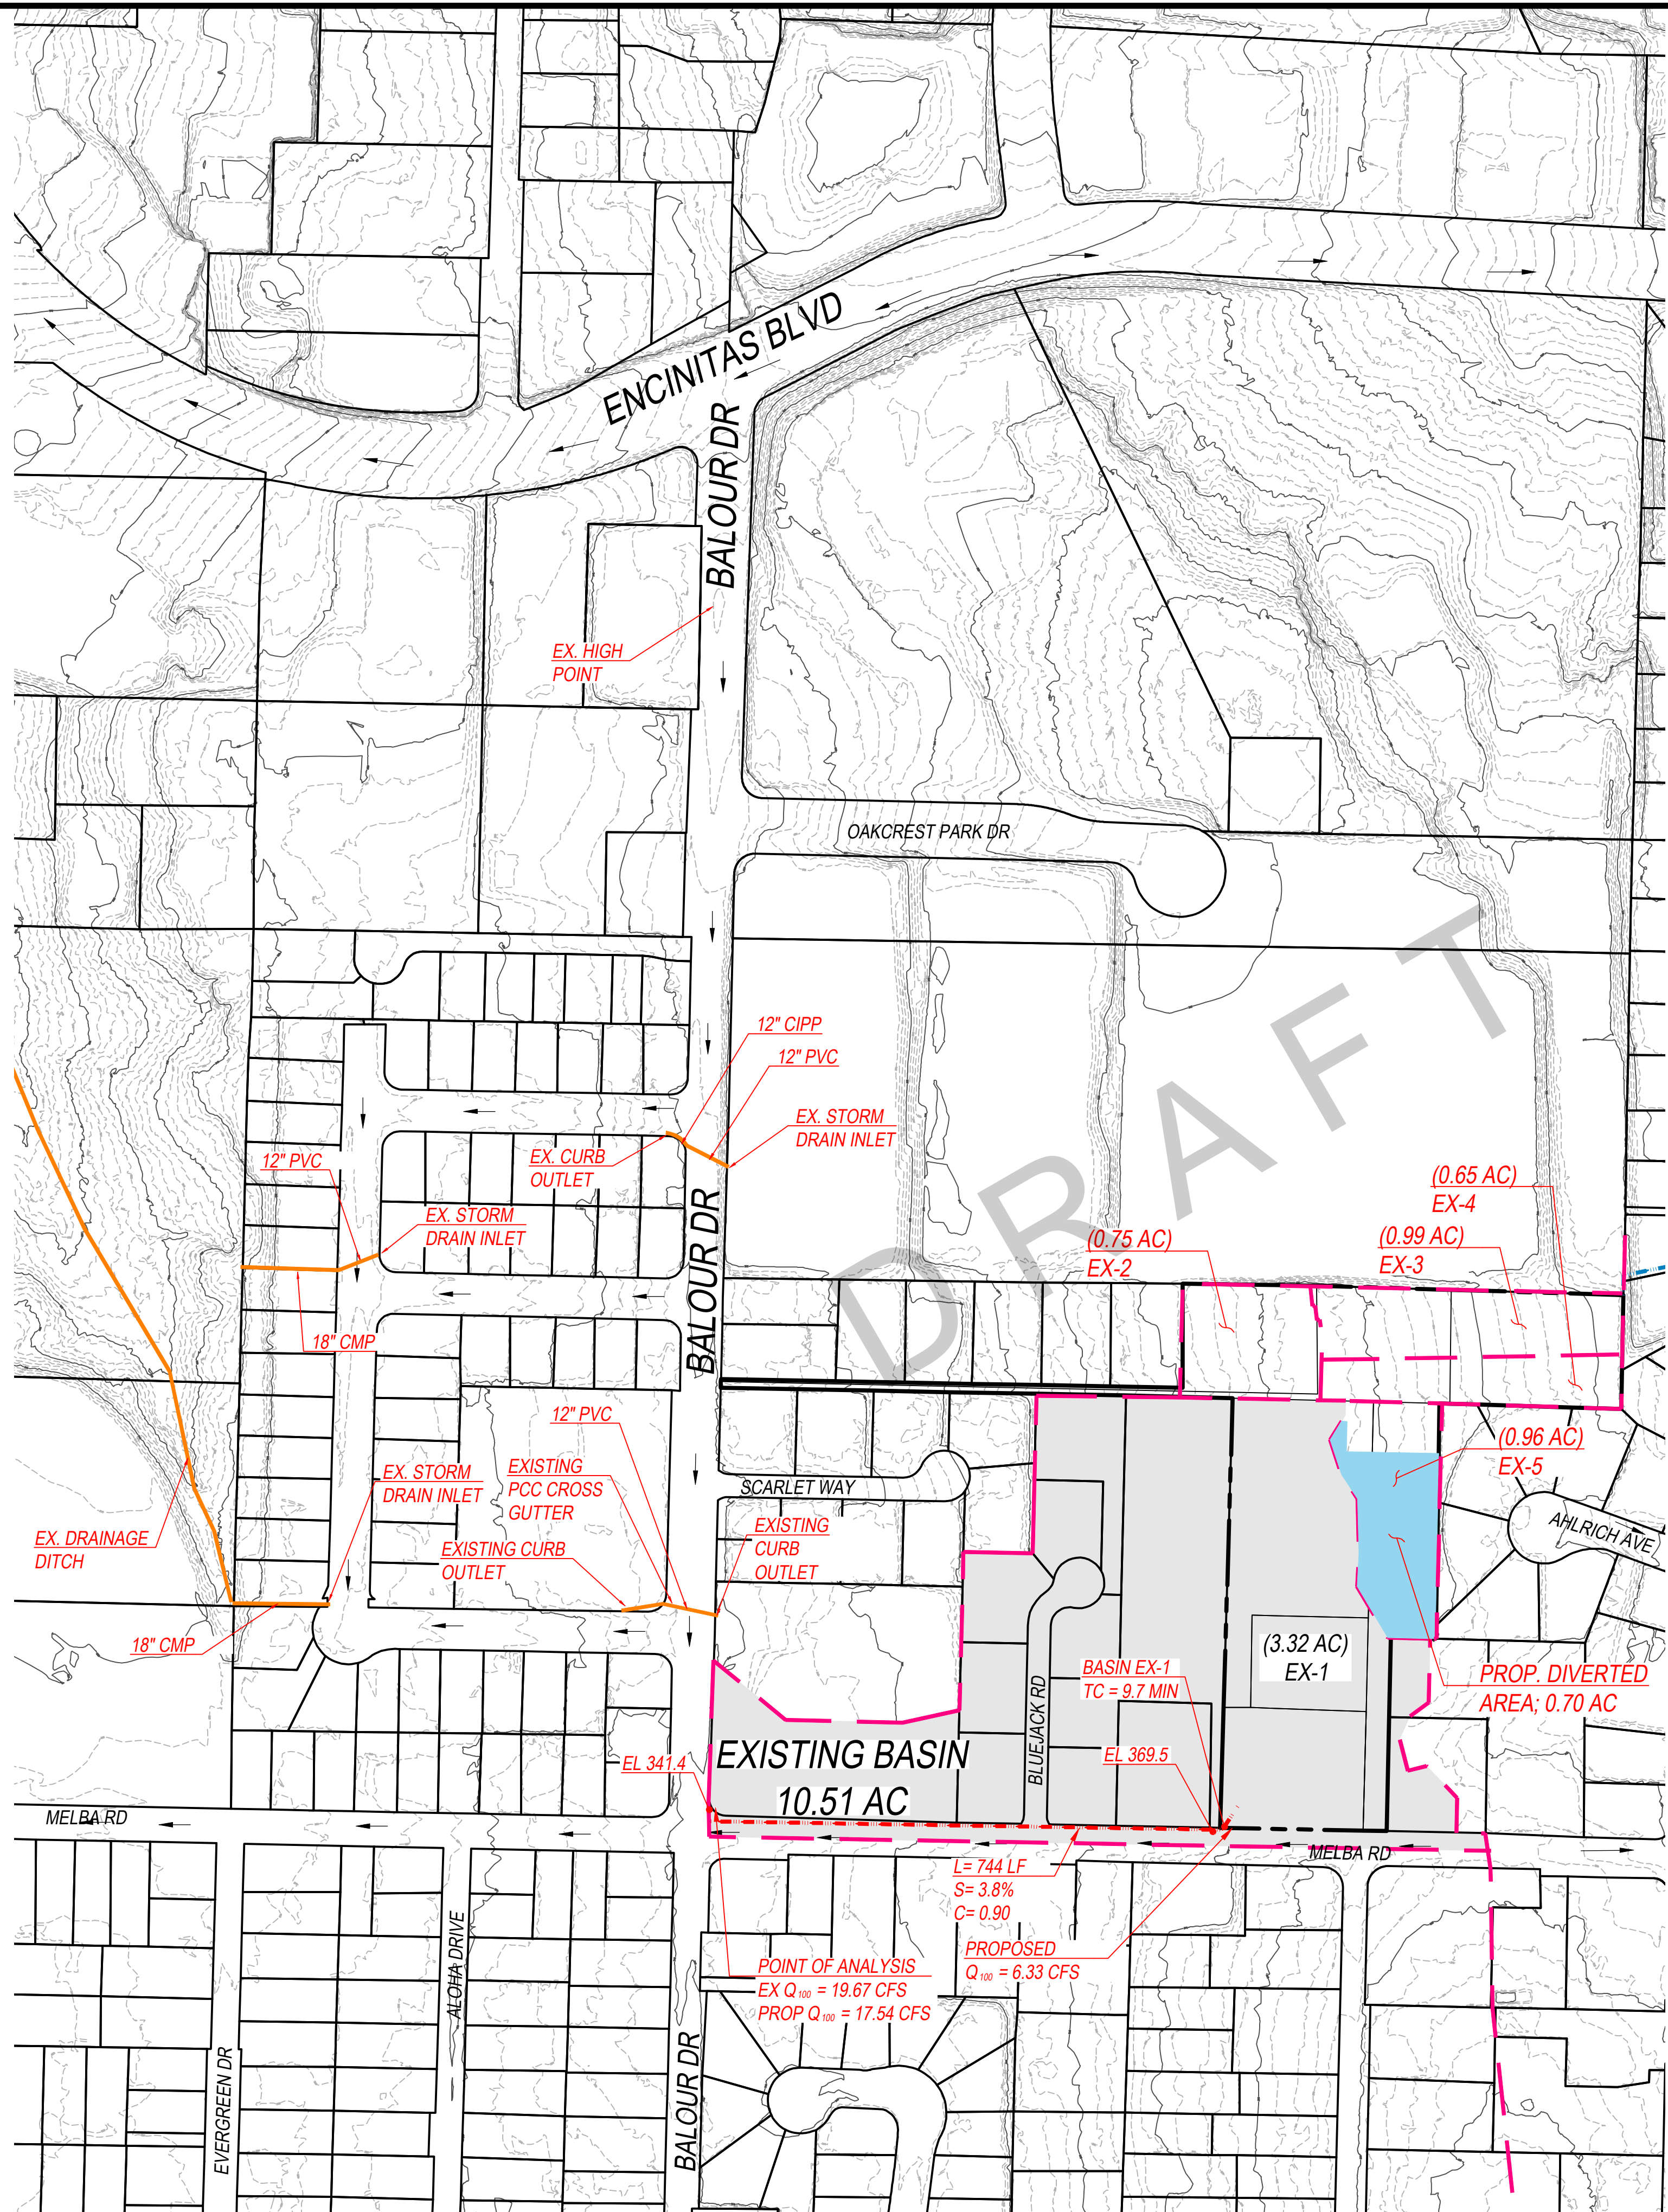 ENCINITAS BLVD
BALOUR DR
EX. HIGH
POINT
OAKCREST PARK DR
DRAFT
12" CIPP
12" PVC
EX. STORM
DRAIN INLET
EX. CURB
OUTLET
12" PVC
EX. STORM
DRAIN INLET
BALOUR DR
(0.65 AC)
EX-4
(0.75 AC)
EX-2
(0.99 AC)
EX-3
18" CMP
12" PVC
EX. STORM
DRAIN INLET
EXISTING
PCC CROSS
GUTTER
SCARLET WAY
(0.96 AC)
EX-5
AHLRICH AVE
EX. DRAINAGE
DITCH
EXISTING CURB
OUTLET
EXISTING
CURB
OUTLET
18" CMP
(3.32 AC)
EX-1
BASIN EX-1
TC = 9.7 MIN
PROP. DIVERTED
AREA; 0.70 AC
BLUEJACK RD
EL 341.4
EXISTING BASIN
10.51 AC
EL 369.5
MELBA RD
MELBA RD
L= 744 LF
S= 3.8%
C= 0.90
ALOHA DRIVE
PROPOSED
Q100 = 6.33 CFS
POINT OF ANALYSIS
EX Q100 = 19.67 CFS
PROP Q100 = 17.54 CFS
EVERGREEN DR
BALOUR DR